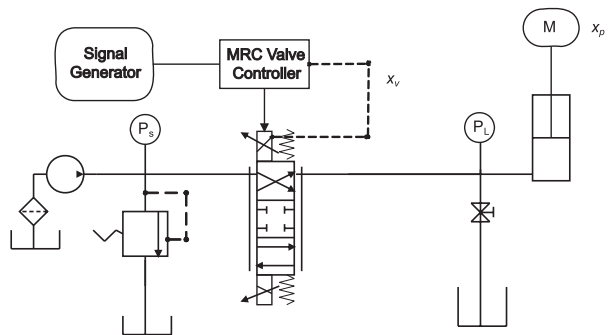 Signal
Generator
MRC Valve
Controller
M
x_p
x_v
P_s
P_L